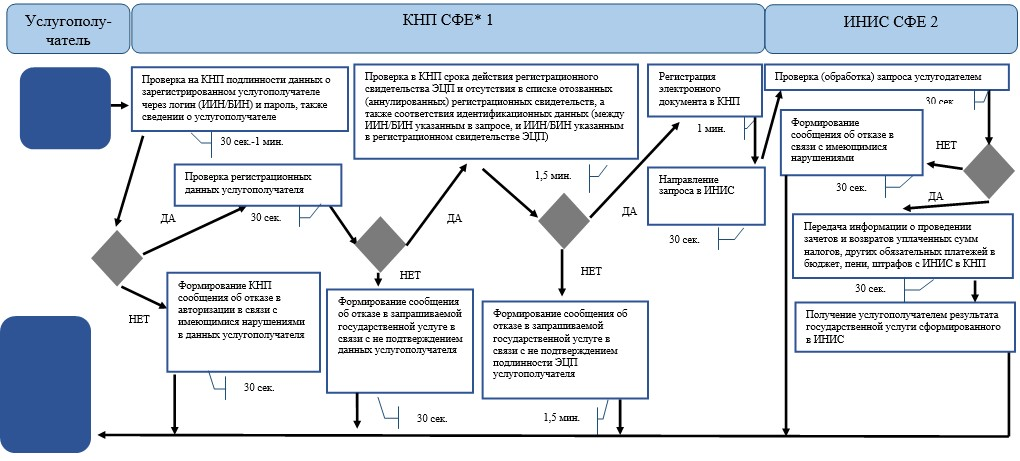 Услугополу-
чатель
КНП СФЕ* 1
ИНИС СФЕ 2
Проверка на КНП подлинности данных о
зарегистрированном услугополучателе
через логин (ИИН/БИН) и пароль, также
сведении о услугополучателе
30 сек.-1 мин.
Проверка в КНП срока действия регистрационного
свидетельства ЭЦП и отсутствия в списке отозванных
(аннулированных) регистрационных свидетельств, а
также соответствия идентификационных данных (между
ИИН/БИН указанным в запросе, и ИИН/БИН указанным
в регистрационном свидетельстве ЭЦП)
1,5 мин.
Регистрация
электронного
документа в КНП
1 мин.
Проверка (обработка) запроса услугодателем
30 сек.
Формирование
сообщения об отказе в
связи с имеющимися
нарушениями
30 сек.
НЕТ
ДА
Проверка регистрационных
данных услугополучателя
30 сек.
ДА
ДА
ДА
Направление
запроса в ИНИС
30 сек.
Передача информации о проведении
зачетов и возвратов уплаченных сумм
налогов, других обязательных платежей в
бюджет, пени, штрафов с ИНИС в КНП
30 сек.
НЕТ
НЕТ
НЕТ
Формирование КНП
сообщения об отказе в
авторизации в связи с
имеющимися нарушениями
в данных услугополучателя
30 сек.
Формирование сообщения
об отказе в запрашиваемой
государственной услуге в
связи с не подтверждением
данных услугополучателя
30 сек.
Формирование сообщения об
отказе в запрашиваемой
государственной услуге в
связи с не подтверждением
подлинности ЭЦП
услугополучателя
1,5 мин.
Получение услугополучателем результата
государственной услуги сформированного
в ИНИС